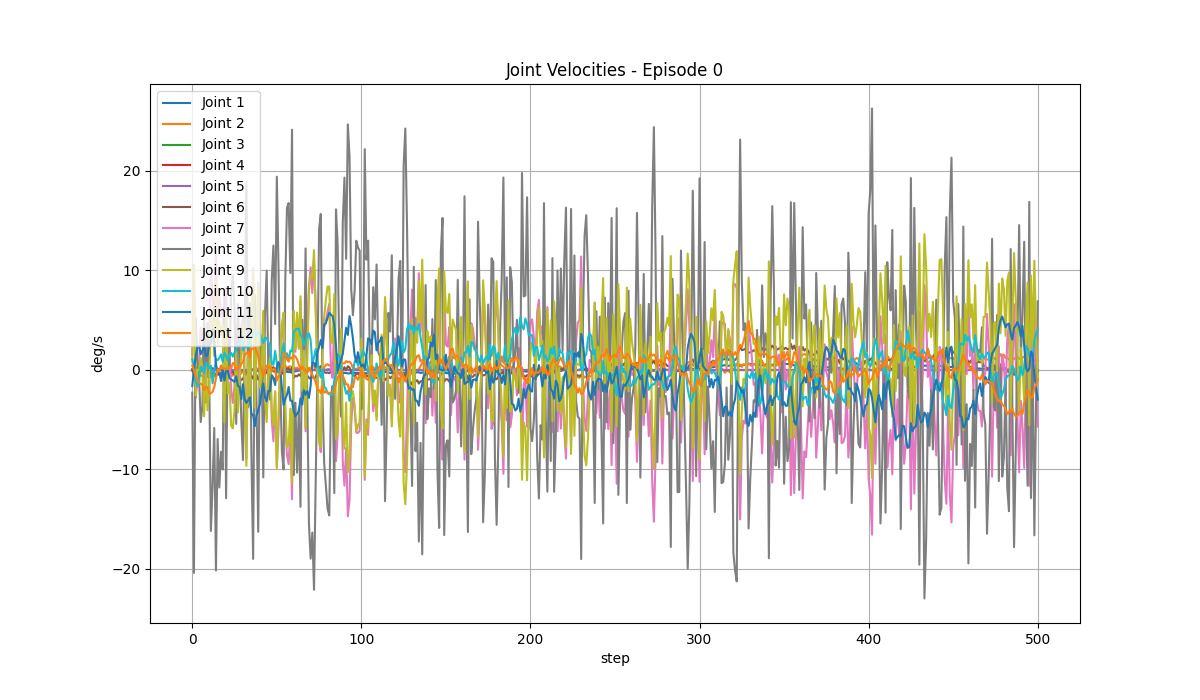 Joint Velocities - Episode 0
Joint 1
Joint 2
Joint 3
Joint 4
Joint 5
Joint 6
Joint 7
Joint 8
Joint 9
Joint 10
Joint 11
Joint 12
20
10
0
−10
−20
deg/s
0 100 200 300 400 500
step